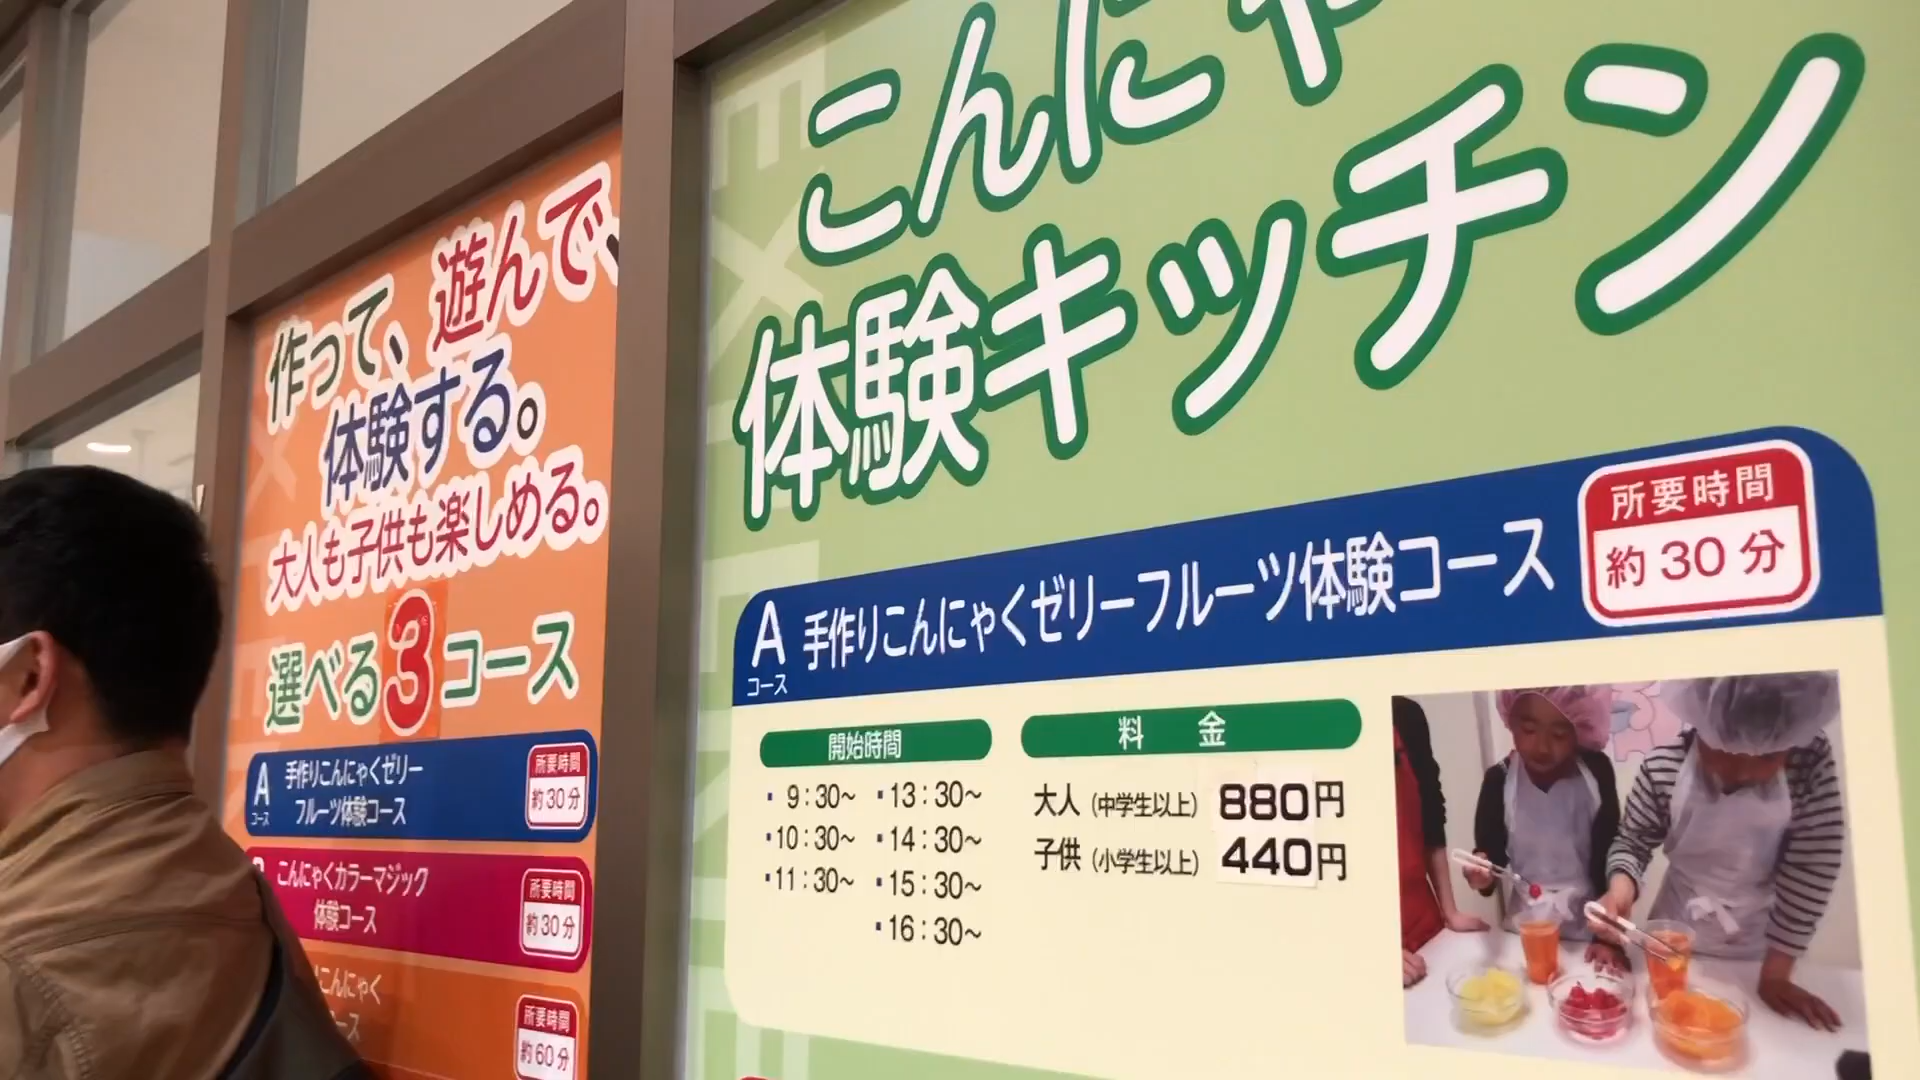 作って、遊んで、
体験する。
大人も子供も楽しめる。
選べる3コース
A
コース
手作りこんにゃくゼリー
フルーツ体験コース
所要時間
約30分
こんにゃくカラーマジック
体験コース
所要時間
約30分
こんにゃく
ース
所要時間
約60分
こんにゃ
体験キッチン
A
コース
手作りこんにゃくゼリーフルーツ体験コース
所要時間
約30分
開始時間
・9:30~ ・13:30~
・10:30~ ・14:30~
・11:30~ ・15:30~
・16:30~
料金
大人(中学生以上) 880円
子供(小学生以上) 440円